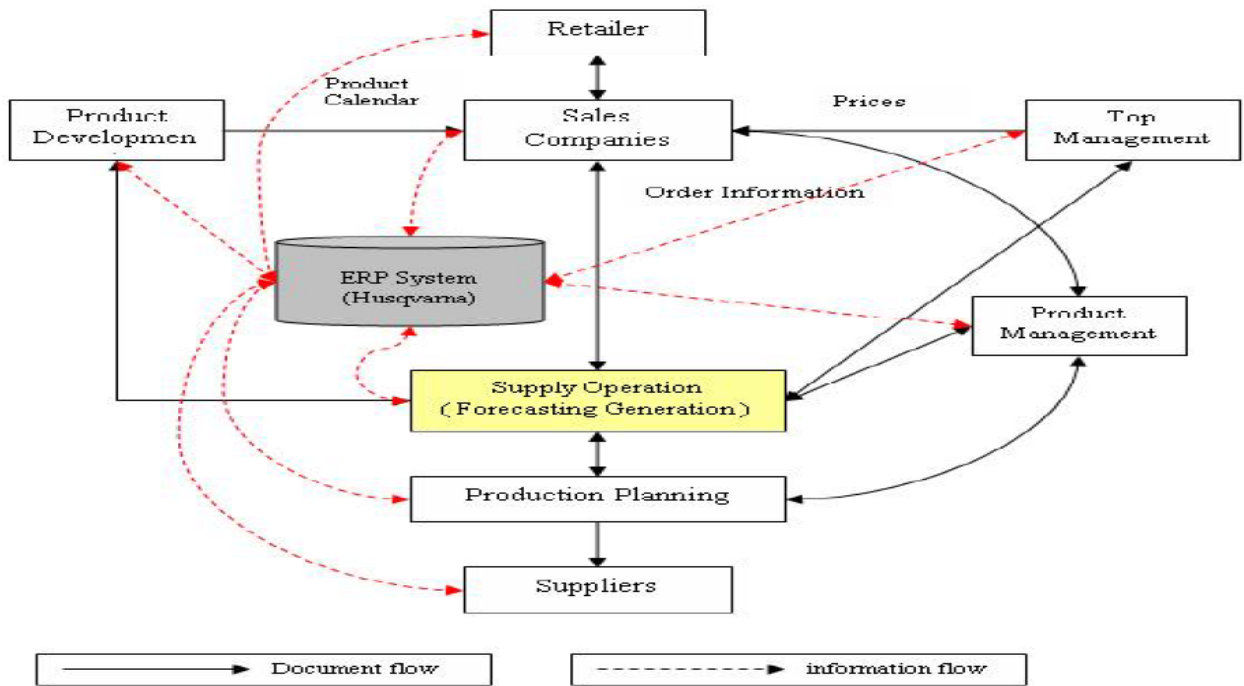 Retailer
Product
Calendar
Sales
Companies
Prices
Product
Developmen
Top
Management
Order Information
ERP System
(Husqvarna)
Product
Management
Supply Operation
( Forecasting Generation )
Production Planning
Suppliers
Document flow
information flow